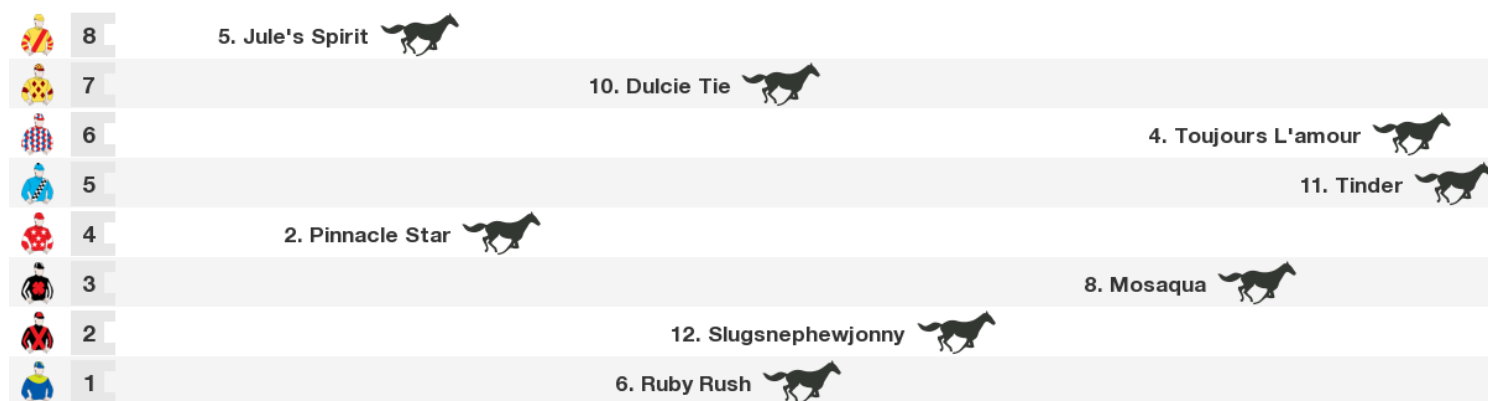 8 5. Jule's Spirit
7 10. Dulcie Tie
6 4. Toujours L'amour
5 11. Tinder
4 2. Pinnacle Star
3 8. Mosaqua
2 12. Slugsnephewjonny
1 6. Ruby Rush